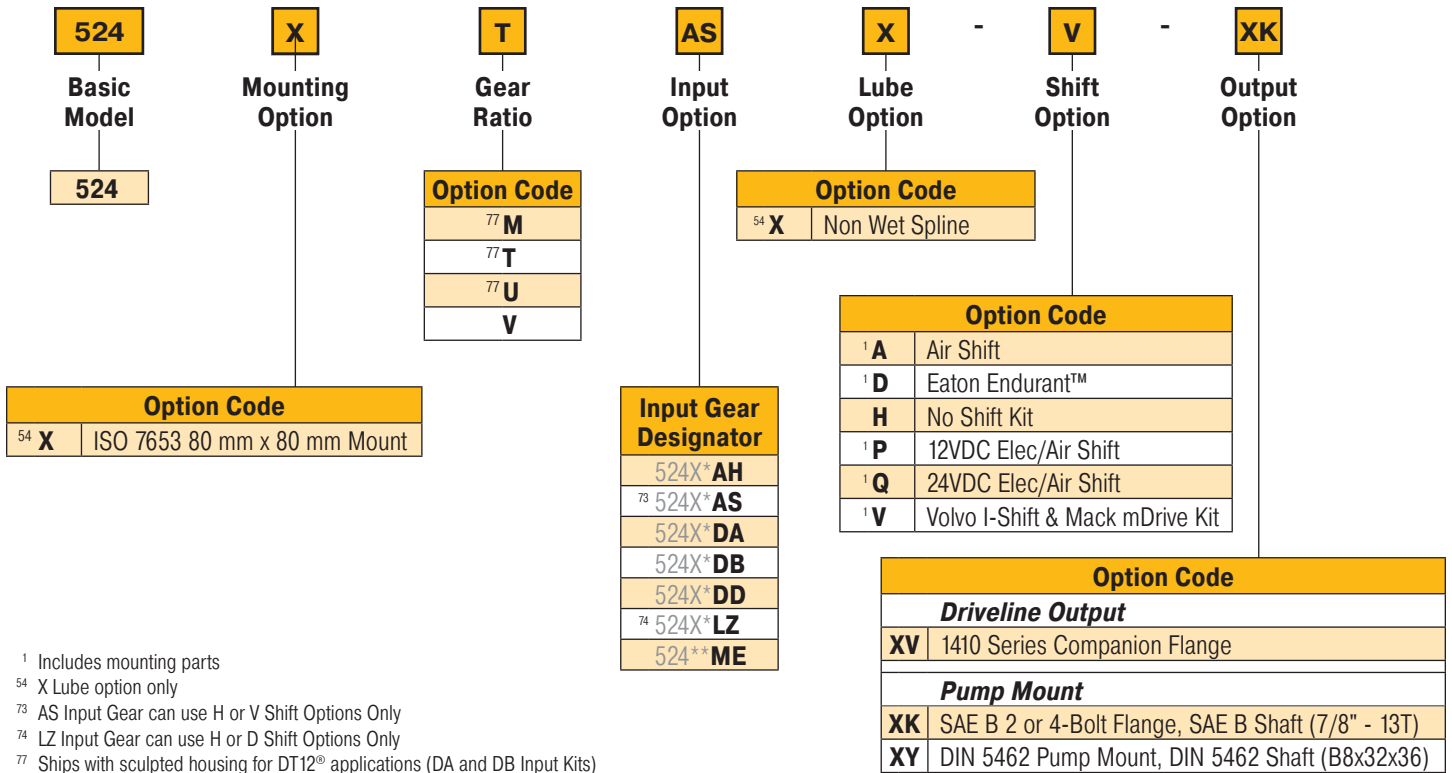 524 X T AS X - V - XK
Basic Model
Mounting Option
Gear Ratio
Input Option
Lube Option
Shift Option
Output Option
524
Option Code
77 M
77 T
77 U
V
Option Code
54 X Non Wet Spline
Option Code
1 A Air Shift
1 D Eaton Endurant™
H No Shift Kit
1 P 12VDC Elec/Air Shift
1 Q 24VDC Elec/Air Shift
1 V Volvo I-Shift & Mack mDrive Kit
Option Code
54 X ISO 7653 80 mm x 80 mm Mount
Input Gear
Designator
524X*AH
73 524X*AS
524X*DA
524X*DB
524X*DD
74 524X*LZ
524**ME
Option Code
Driveline Output
XV 1410 Series Companion Flange
Pump Mount
XK SAE B 2 or 4-Bolt Flange, SAE B Shaft (7/8" - 13T)
XY DIN 5462 Pump Mount, DIN 5462 Shaft (B8x32x36)
1 Includes mounting parts
54 X Lube option only
73 AS Input Gear can use H or V Shift Options Only
74 LZ Input Gear can use H or D Shift Options Only
77 Ships with sculpted housing for DT12® applications (DA and DB Input Kits)